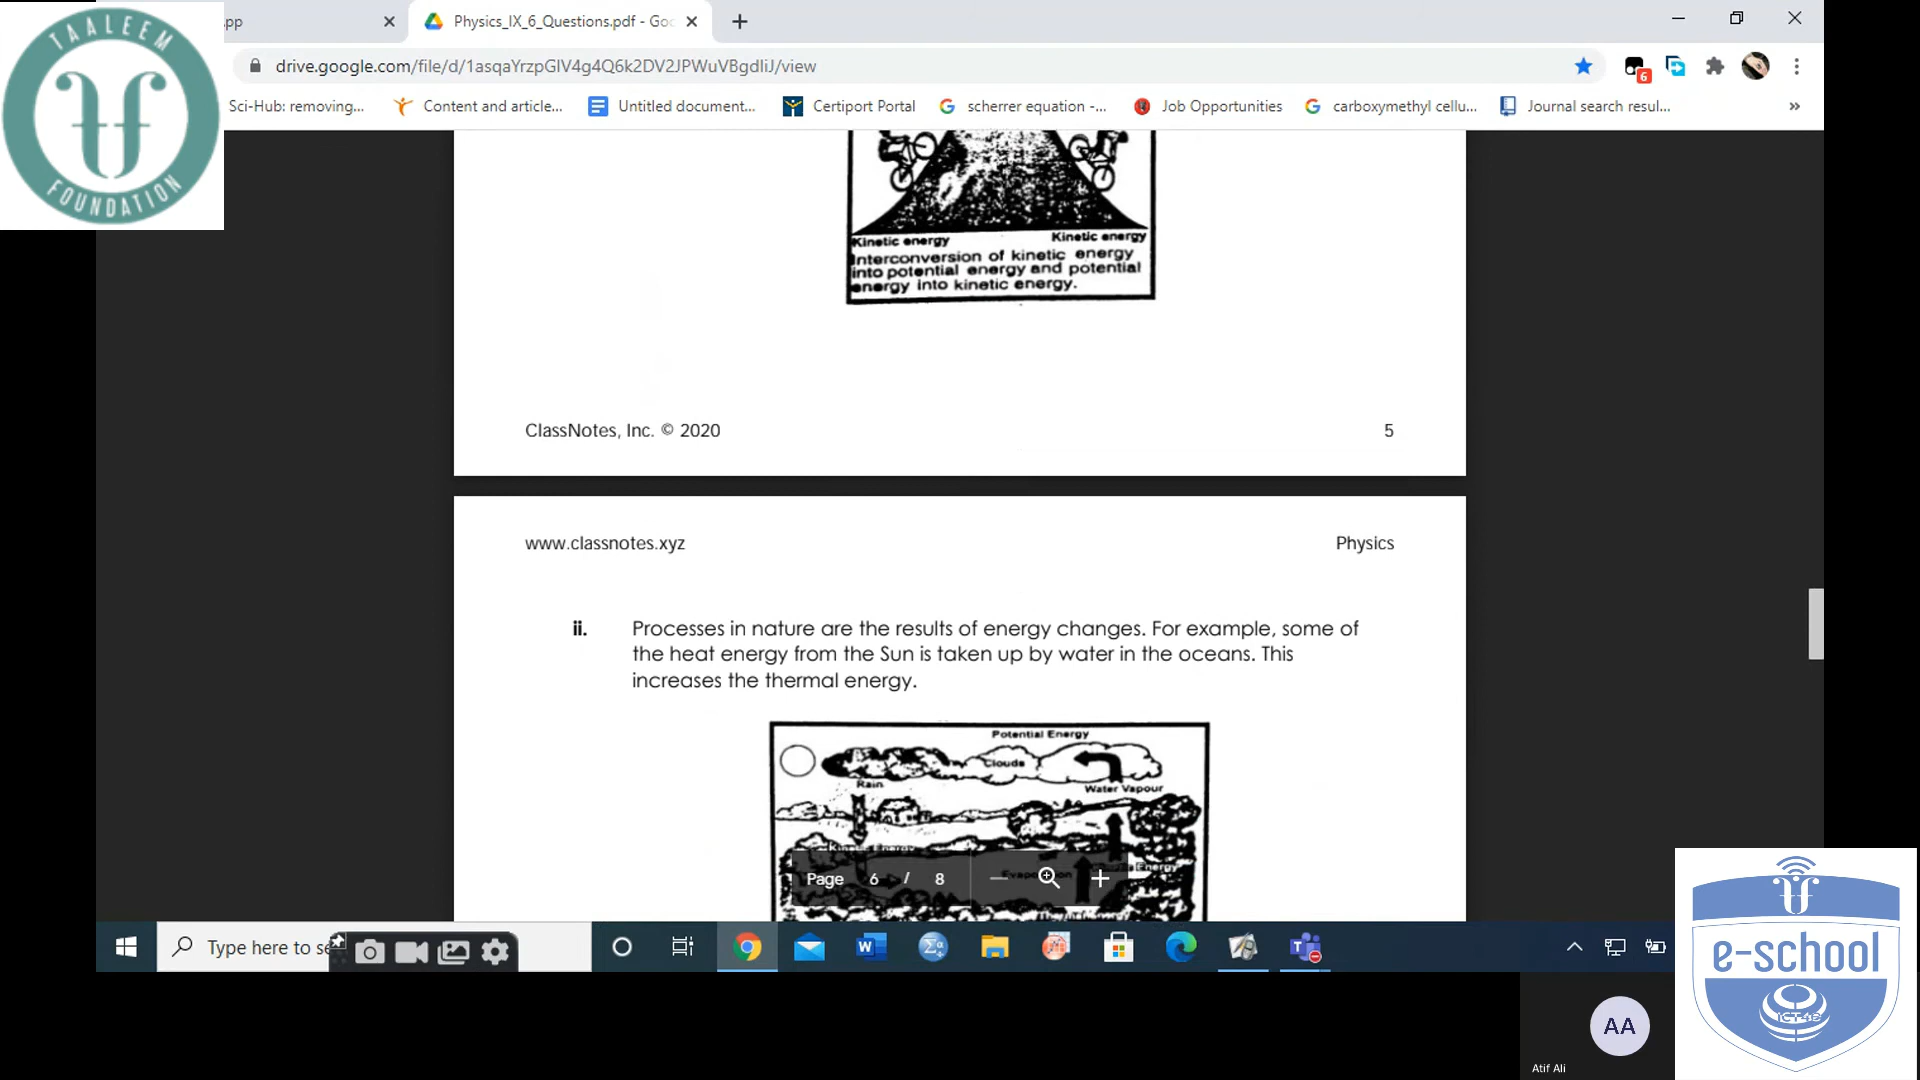 TAALEEM
FOUNDATION
pp
Physics_IX_6_Questions.pdf - Goo
drive.google.com/file/d/1asqaYrzpGlV4g4Q6k2DV2JPWuVBgdliJ/view
6
Sci-Hub: removing...
Content and article...
Untitled document...
Certiport Portal
scherrer equation -...
Job Opportunities
carboxymethyl cellu...
Journal search resul...
Kinetic energy
Kinetic energy
Interconversion of kinetic energy
into potential energy and potential
energy into kinetic energy.
ClassNotes, Inc. © 2020
5
www.classnotes.xyz
Physics
ii. Processes in nature are the results of energy changes. For example, some of
the heat energy from the Sun is taken up by water in the oceans. This
increases the thermal energy.
Potential Energy
Clouds
Rain
Water Vapour
Kinetic Energy
Energy
Page 6 / 8
Type here to se
e-school
AA
Atif Ali